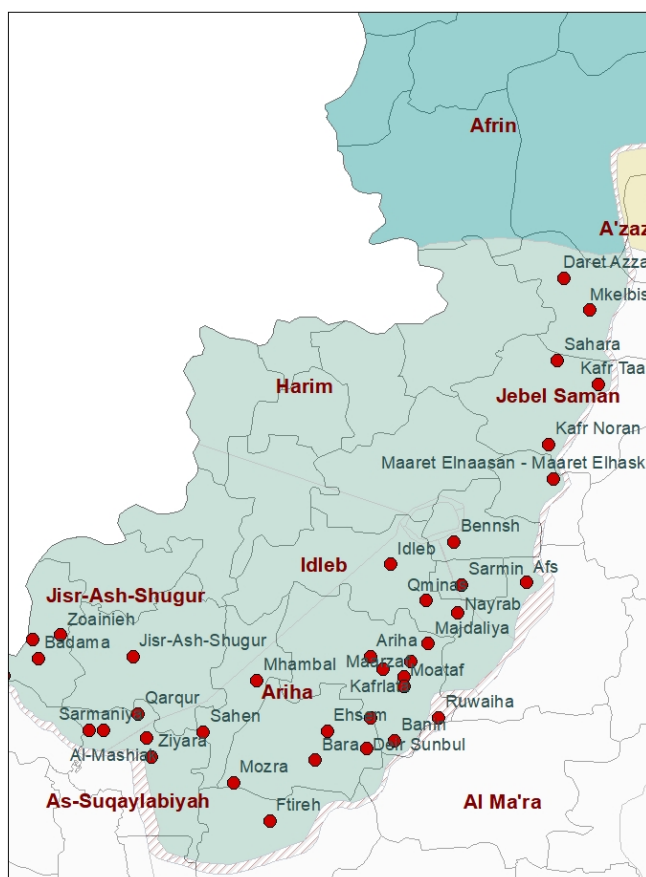 Afrin
A'zaz
Daret Azza
Mkelbis
Sahara
Kafr Taa
Harim
Jebel Saman
Kafr Noran
Maaret Elnaasan - Maaret Elhask
Bennsh
Idleb
Idleb
Sarmin
Afs
Qminas
Jisr-Ash-Shugur
Nayrab
Zoainieh
Majdaliya
Badama
Jisr-Ash-Shugur
Ariha
Maarzaf
Moataf
Mhambal
Kafrlata
Ariha
Qarqur
Ruwaiha
Sarmaniye
Sahen
Ehsem
Banin
Ziyara
Bara
Deir Sunbul
Al-Mashiat
Mozra
As-Suqaylabiyah
Al Ma'ra
Ftireh